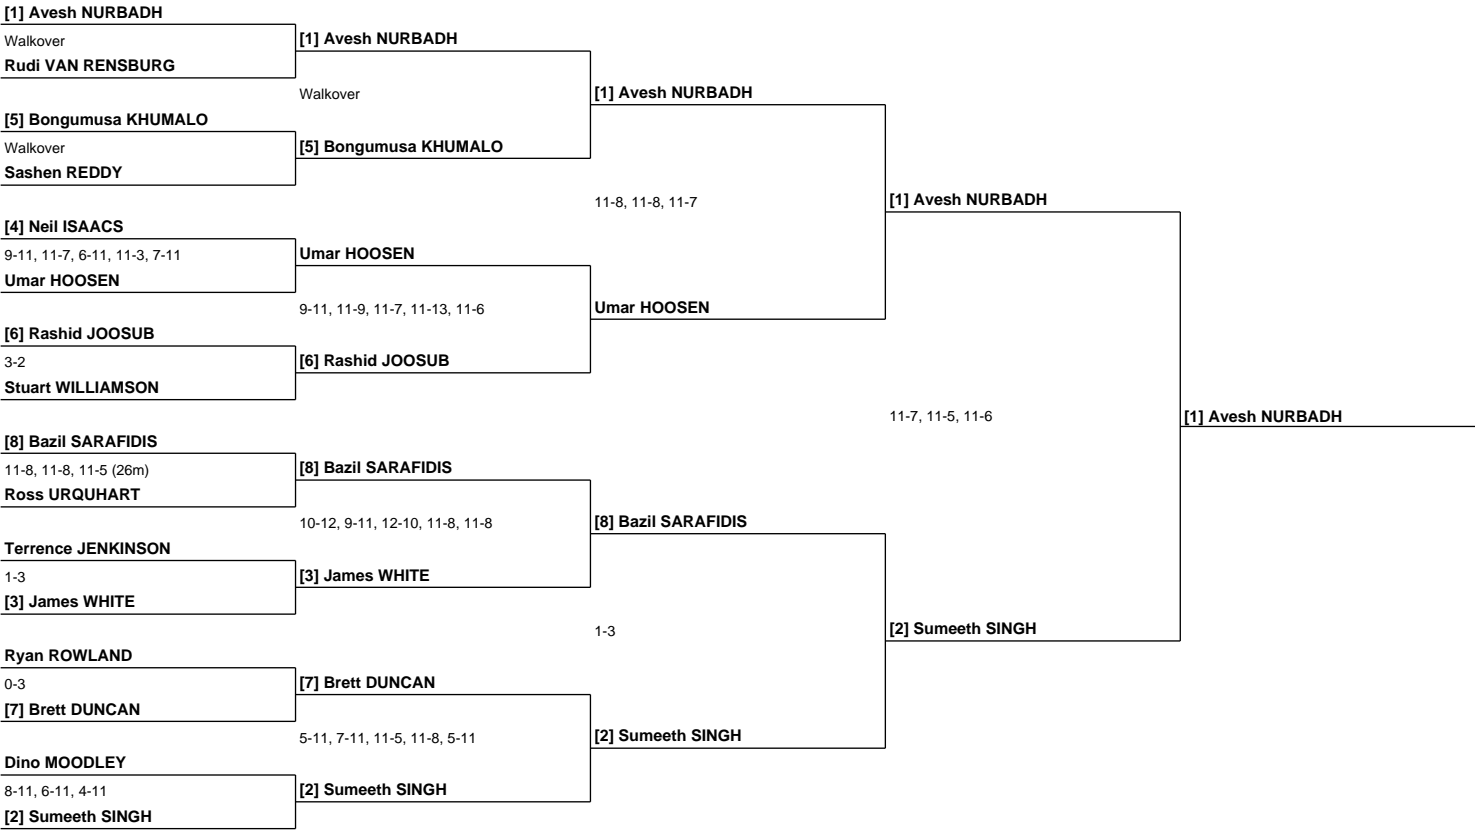 [1] Avesh NURBADH
Walkover
Rudi VAN RENSBURG
[5] Bongumusa KHUMALO
Walkover
Sashen REDDY
[4] Neil ISAACS
9-11, 11-7, 6-11, 11-3, 7-11
Umar HOOSEN
[6] Rashid JOOSUB
3-2
Stuart WILLIAMSON
[8] Bazil SARAFIDIS
11-8, 11-8, 11-5 (26m)
Ross URQUHART
Terrence JENKINSON
1-3
[3] James WHITE
Ryan ROWLAND
0-3
[7] Brett DUNCAN
Dino MOODLEY
8-11, 6-11, 4-11
[2] Sumeeth SINGH
[1] Avesh NURBADH
Walkover
[5] Bongumusa KHUMALO
Umar HOOSEN
9-11, 11-9, 11-7, 11-13, 11-6
[6] Rashid JOOSUB
[8] Bazil SARAFIDIS
10-12, 9-11, 12-10, 11-8, 11-8
[3] James WHITE
[7] Brett DUNCAN
5-11, 7-11, 11-5, 11-8, 5-11
[2] Sumeeth SINGH
[1] Avesh NURBADH
11-8, 11-8, 11-7
Umar HOOSEN
[8] Bazil SARAFIDIS
1-3
[2] Sumeeth SINGH
[1] Avesh NURBADH
11-7, 11-5, 11-6
[2] Sumeeth SINGH
[1] Avesh NURBADH